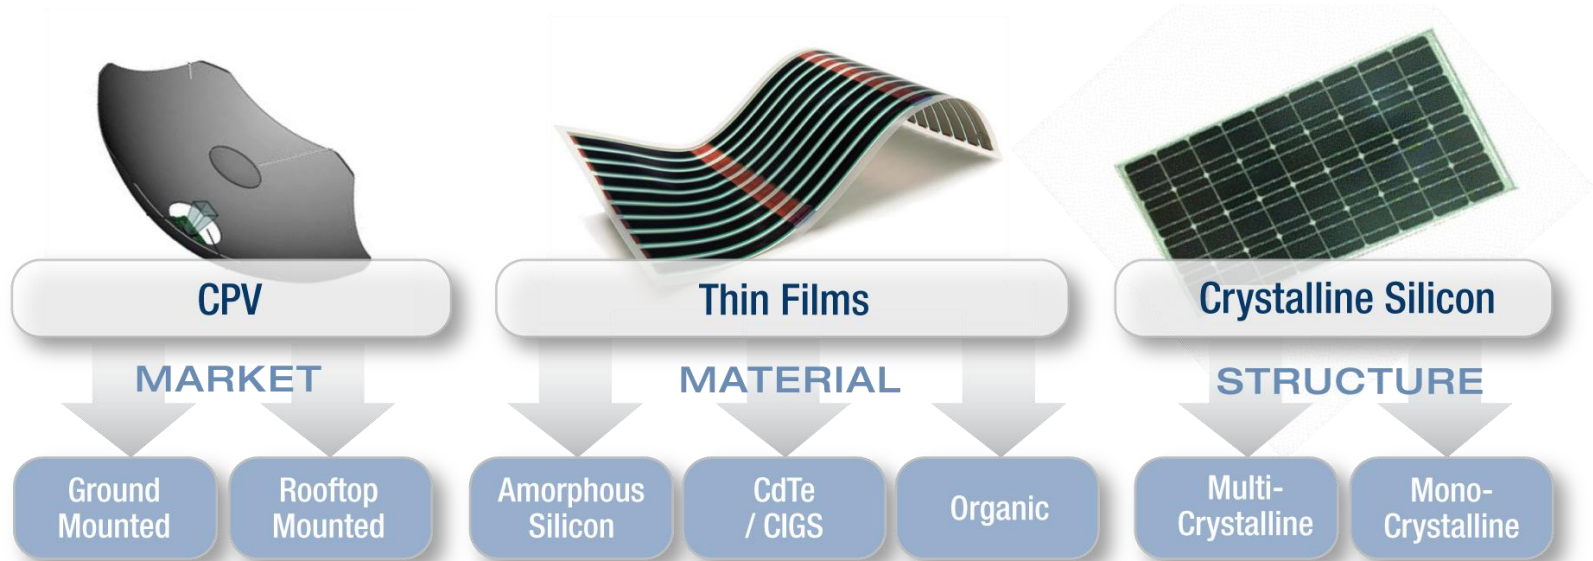 CPV
Thin Films
Crystalline Silicon
MARKET
MATERIAL
STRUCTURE
Ground
Mounted
Rooftop
Mounted
Amorphous
Silicon
CdTe
/ CIGS
Organic
Multi-
Crystalline
Mono-
Crystalline